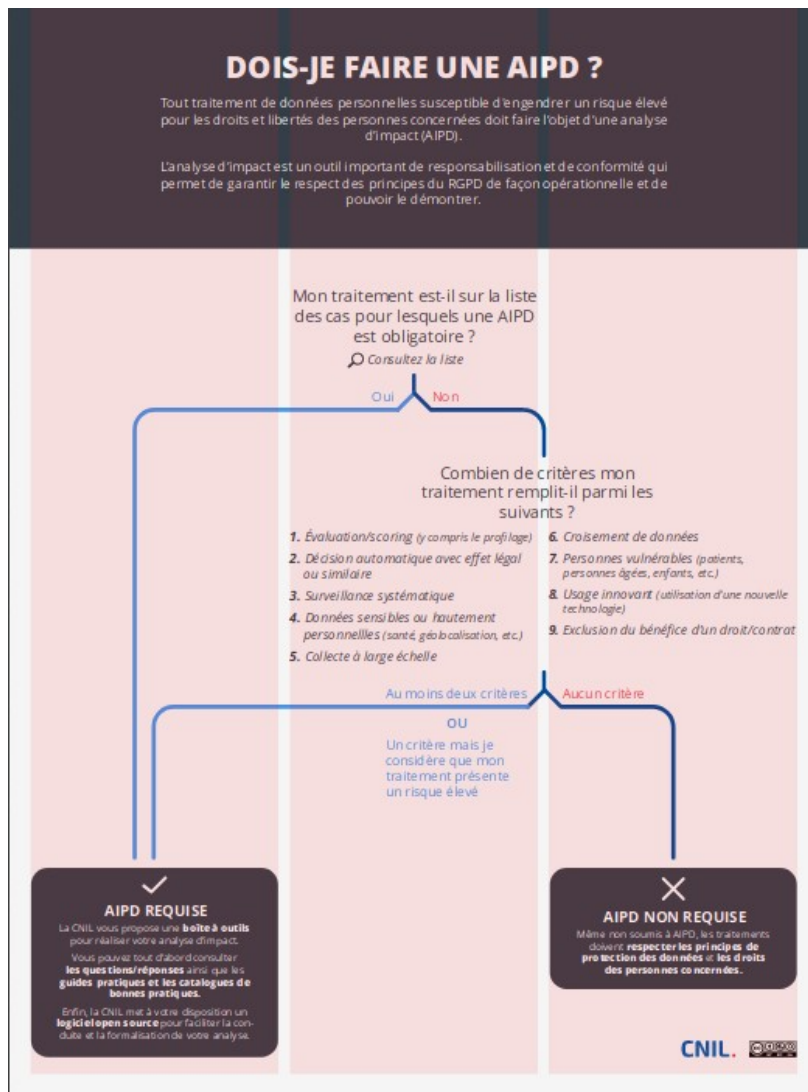 DOIS-JE FAIRE UNE AIPD ?
Tout traitement de données personnelles susceptible d'engendrer un risque élevé
pour les droits et libertés des personnes concernées doit faire l'objet d'une analyse
d'impact (AIPD).
L'analyse d'impact est un outil important de responsabilisation et de conformité qui
permet de garantir le respect des principes du RGPD de façon opérationnelle et de
pouvoir le démontrer.
Mon traitement est-il sur la liste
des cas pour lesquels une AIPD
est obligatoire ?
Consultez la liste
Oui
Non
Combien de critères mon
traitement remplit-il parmi les
suivants ?
1. Évaluation/scoring (y compris le profilage)
2. Décision automatique avec effet légal
ou similaire
3. Surveillance systématique
4. Données sensibles ou hautement
personnelles (santé, géolocalisation, etc.)
5. Collecte à large échelle
6. Croisement de données
7. Personnes vulnérables (patients,
personnes âgées, enfants, etc.)
8. Usage innovant (utilisation d'une nouvelle
technologie)
9. Exclusion du bénéfice d'un droit/contrat
Au moins deux critères
OU
Un critère mais je
considère que mon
traitement présente
un risque élevé
Aucun critère
AIPD REQUISE
La CNIL vous propose une boîte à outils
pour réaliser votre analyse d'impact.
Vous pouvez tout d'abord consulter
les questions/réponses ainsi que les
guides pratiques et les catalogues de
bonnes pratiques.
Enfin, la CNIL met à votre disposition un
logiciel open source pour faciliter la con-
duite et la formalisation de votre analyse.
AIPD NON REQUISE
Même non soumis à AIPD, les traitements
doivent respecter les principes de
protection des données et les droits
des personnes concernées.
CNIL.